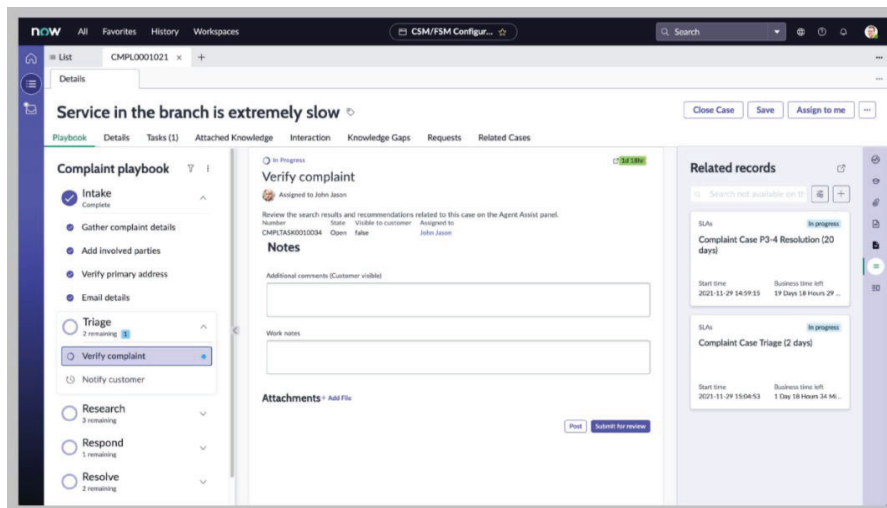 now All Favorites History Workspaces CSM/FSM Configur... Search
List CMPL0001021 × +
Details
Service in the branch is extremely slow Close Case Save Assign to me
Playbook Details Tasks (1) Attached Knowledge Interaction Knowledge Gaps Requests Related Cases
Complaint playbook
Intake
Complete
Gather complaint details
Add involved parties
Verify primary address
Email details
Triage
2 remaining 1
Verify complaint
Notify customer
Research
3 remaining
Respond
1 remaining
Resolve
2 remaining
In Progress 1d 18hr
Verify complaint
Assigned to John Jason
Review the search results and recommendations related to this case on the Agent Assist panel.
Number State Visible to customer Assigned to
CMPLTASK0010034 Open false John Jason
Notes
Additional comments (Customer visible)
Work notes
Attachments + Add File
Post Submit for review
Related records
Search not available on th
SLAs In progress
Complaint Case P3-4 Resolution (20
days)
Start time Business time left
2021-11-29 14:59:15 19 Days 18 Hours 29 ...
SLAs In progress
Complaint Case Triage (2 days)
Start time Business time left
2021-11-29 15:04:53 1 Day 18 Hours 34 Mi...